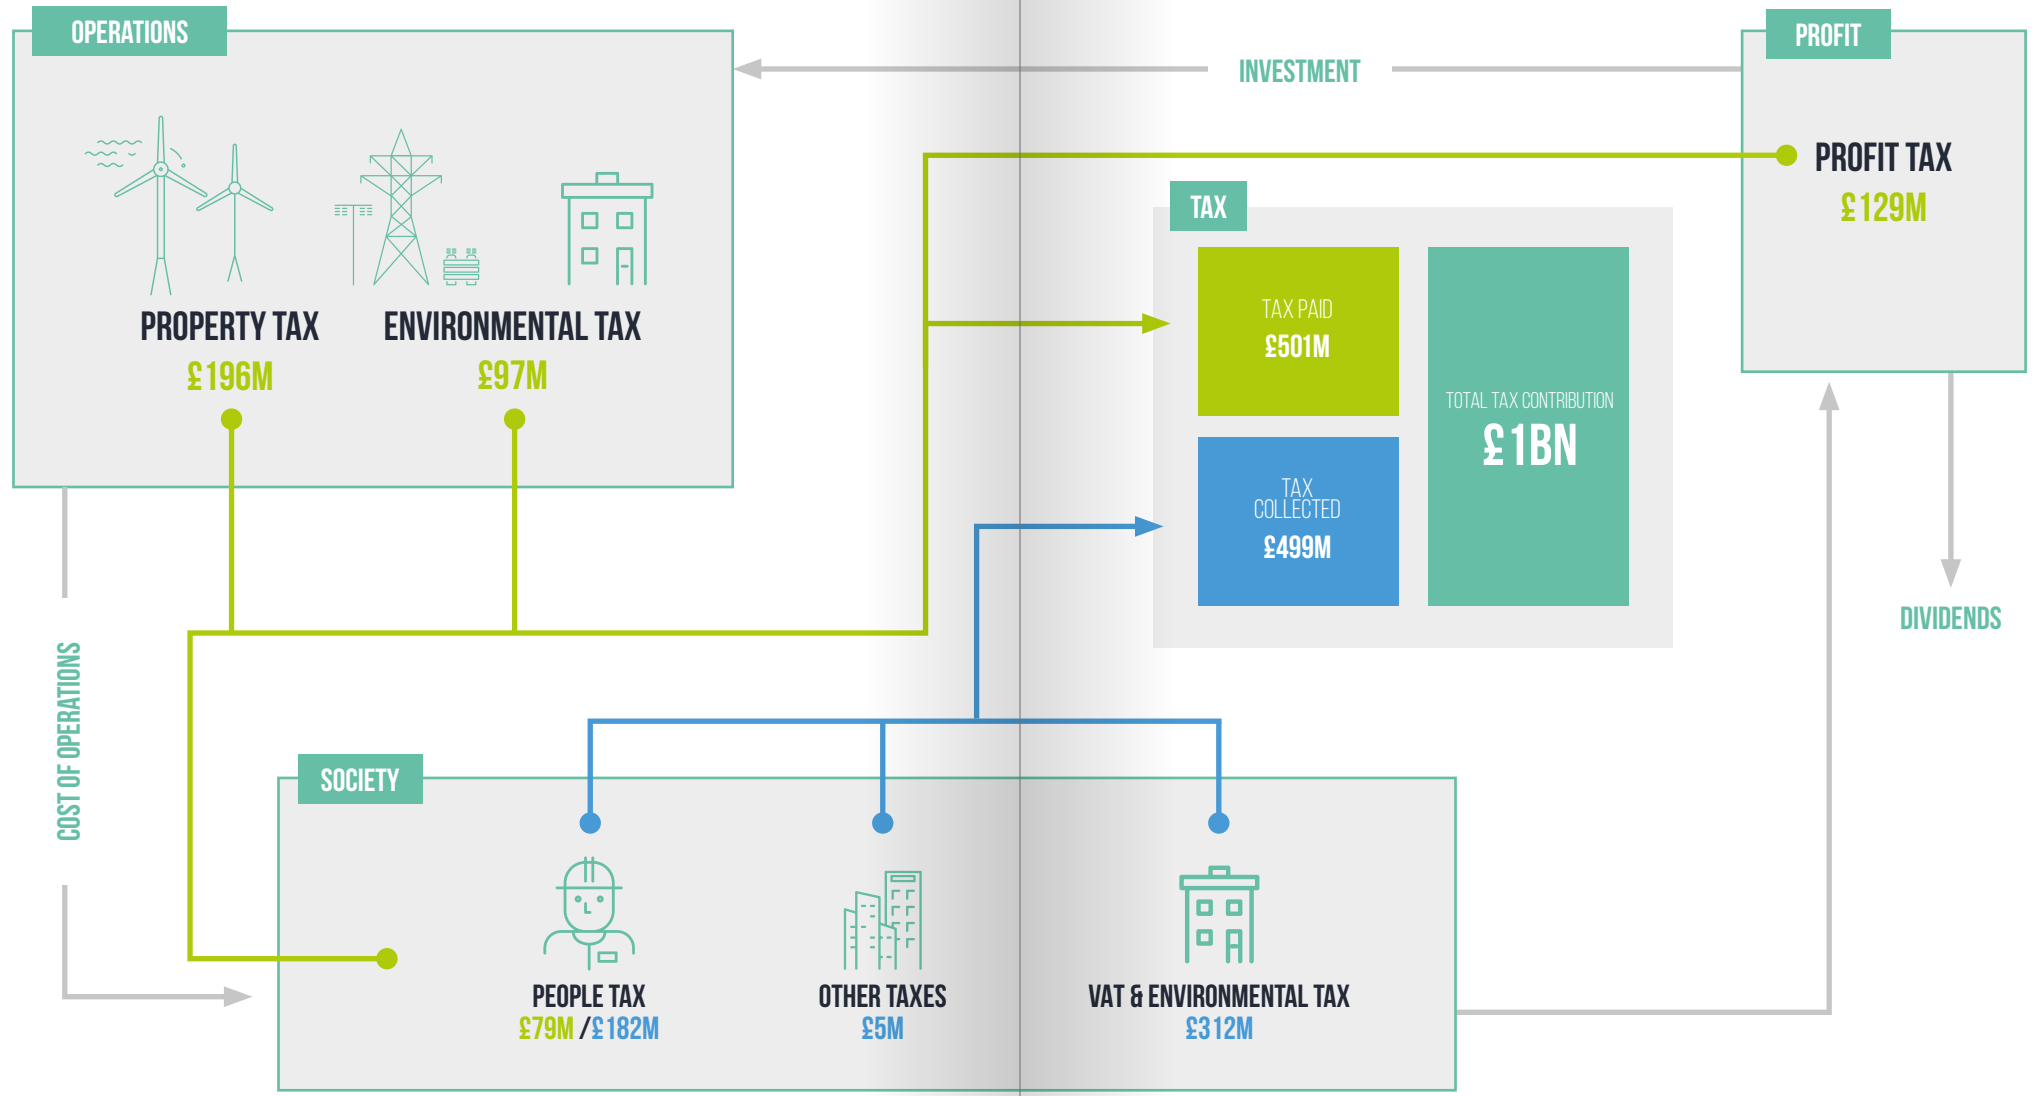 OPERATIONS
PROPERTY TAX
£196M
ENVIRONMENTAL TAX
£97M
INVESTMENT
PROFIT
PROFIT TAX
£129M
TAX
TAX PAID
£501M
TAX
COLLECTED
£499M
TOTAL TAX CONTRIBUTION
£1BN
DIVIDENDS
COST OF OPERATIONS
SOCIETY
PEOPLE TAX
£79M / £182M
OTHER TAXES
£5M
VAT & ENVIRONMENTAL TAX
£312M